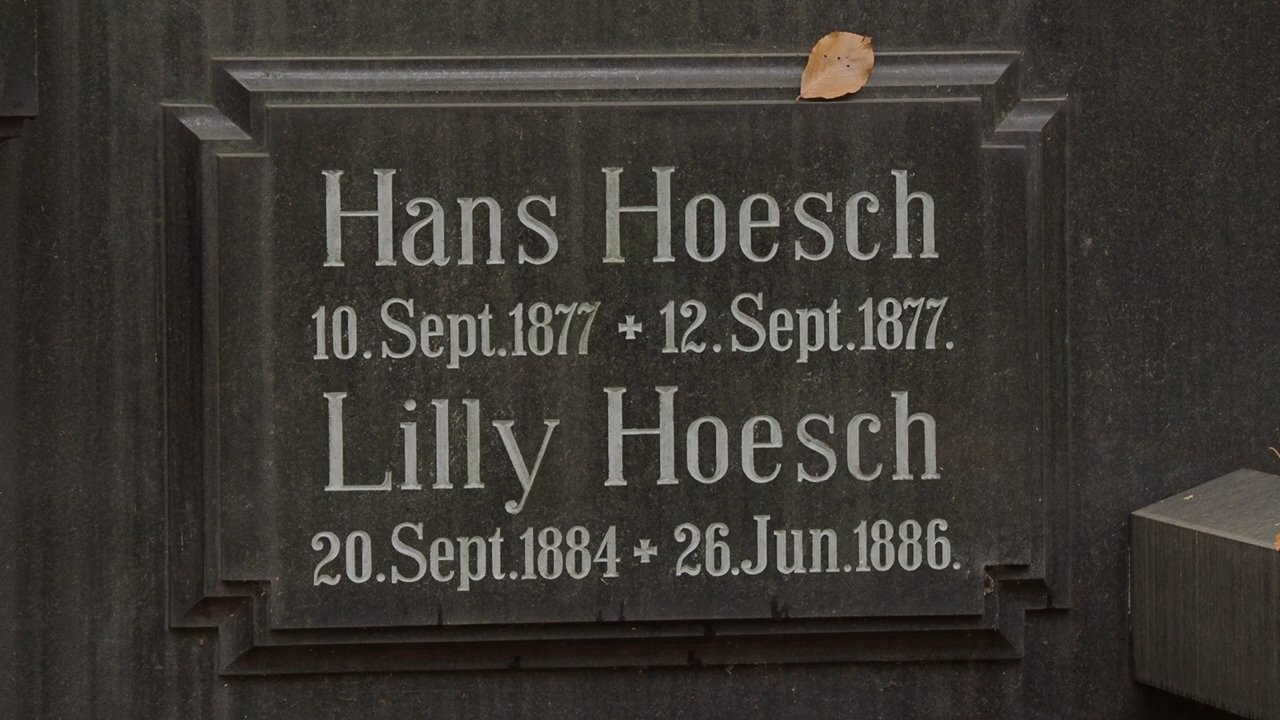 Hans Hoesch
10. Sept. 1877 ✝ 12. Sept. 1877.
Lilly Hoesch
20. Sept. 1884 ✝ 26. Jun. 1886.